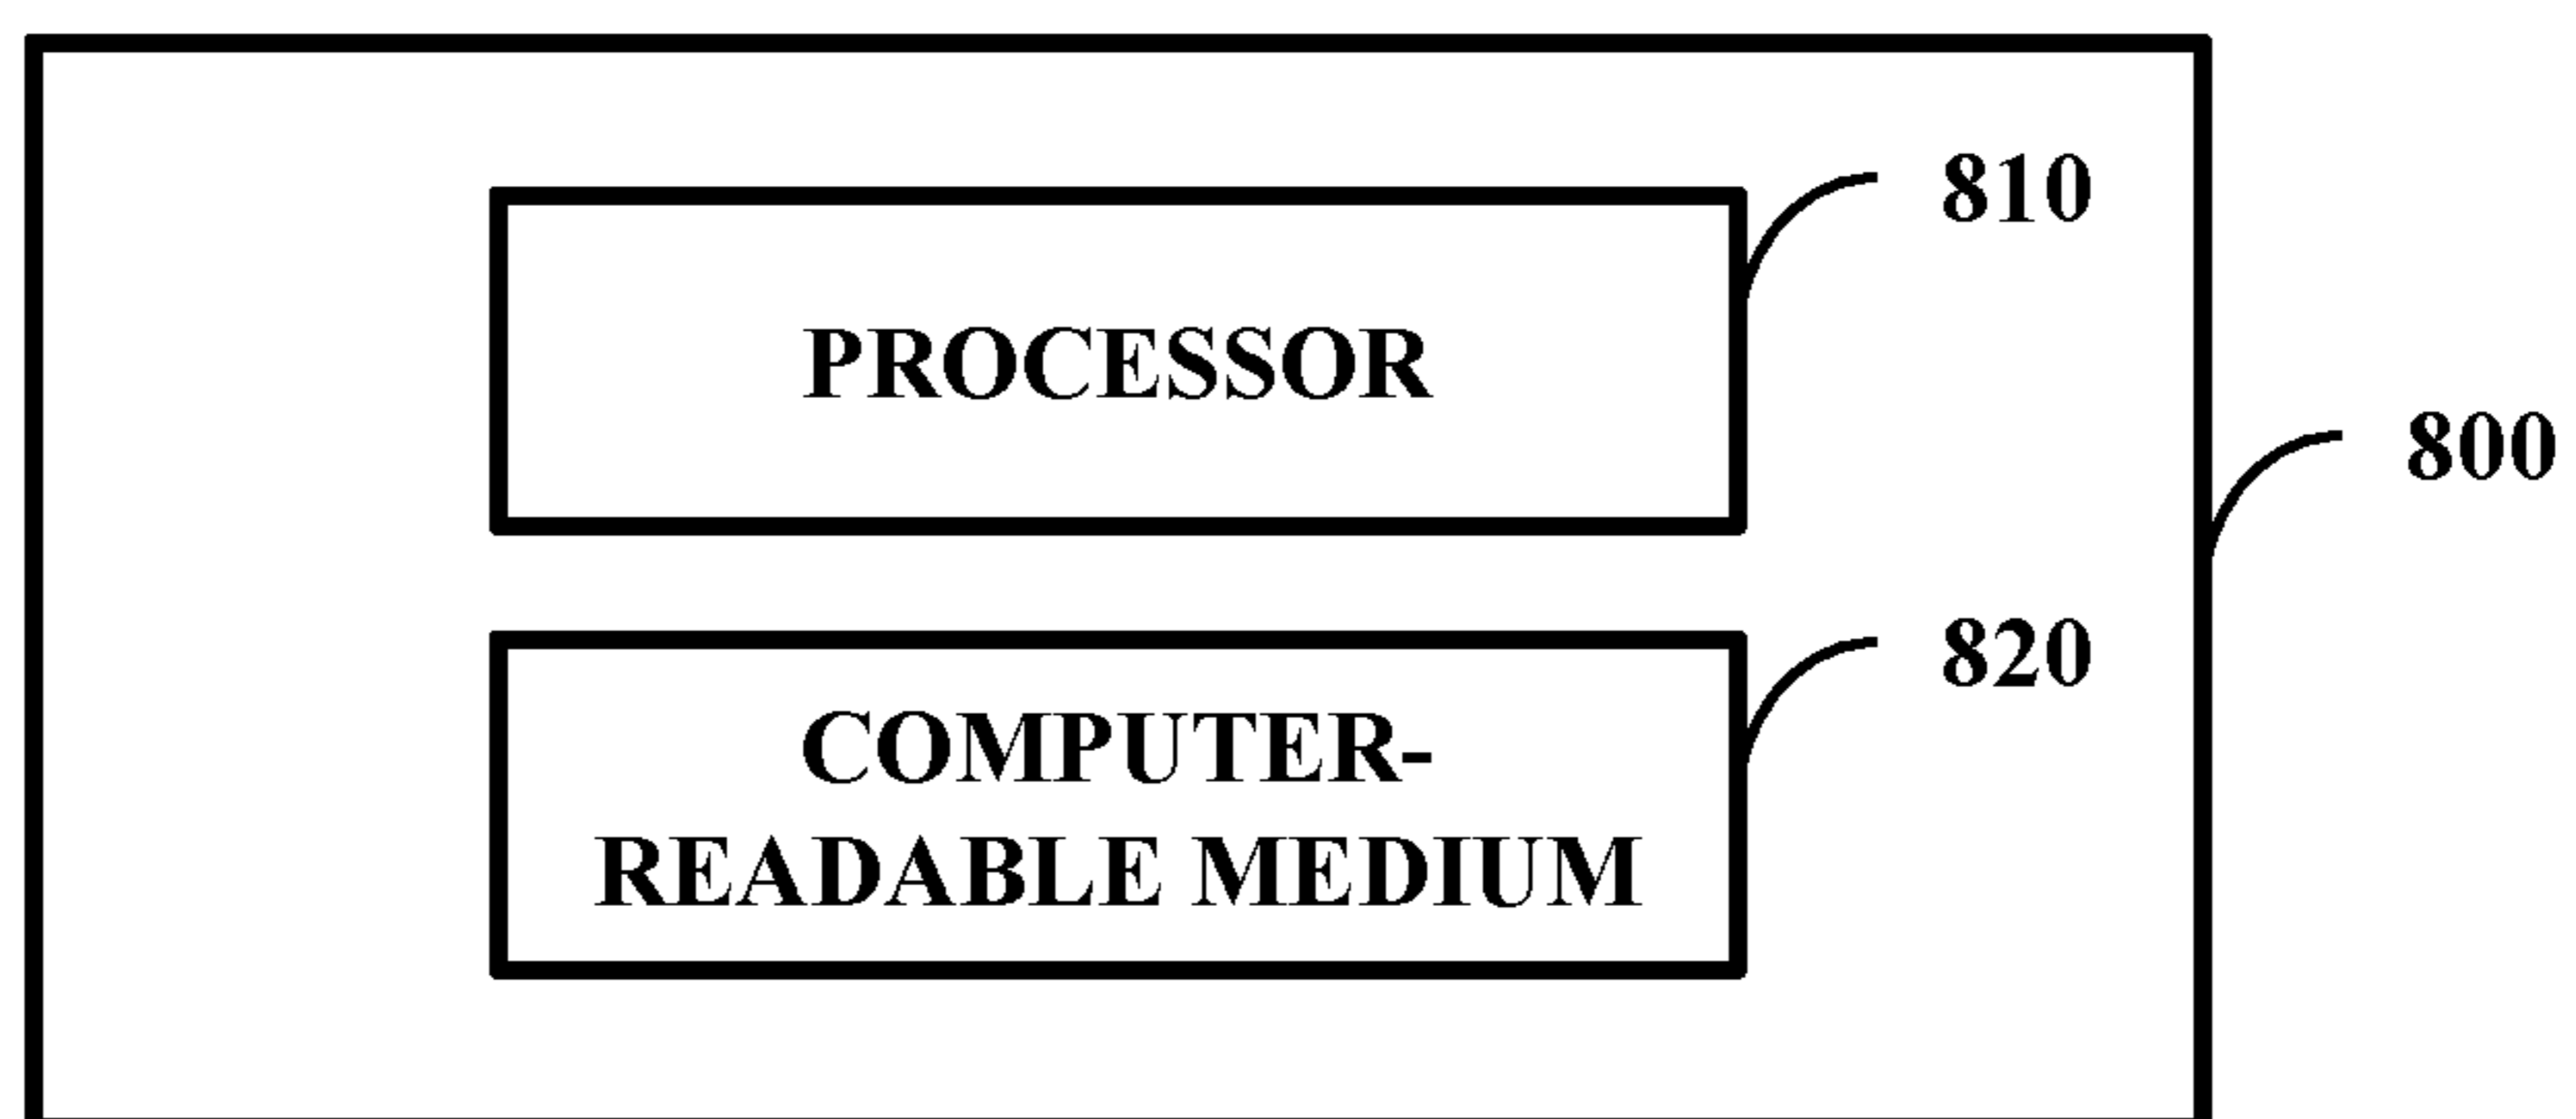 810
PROCESSOR
800
820
COMPUTER-
READABLE MEDIUM